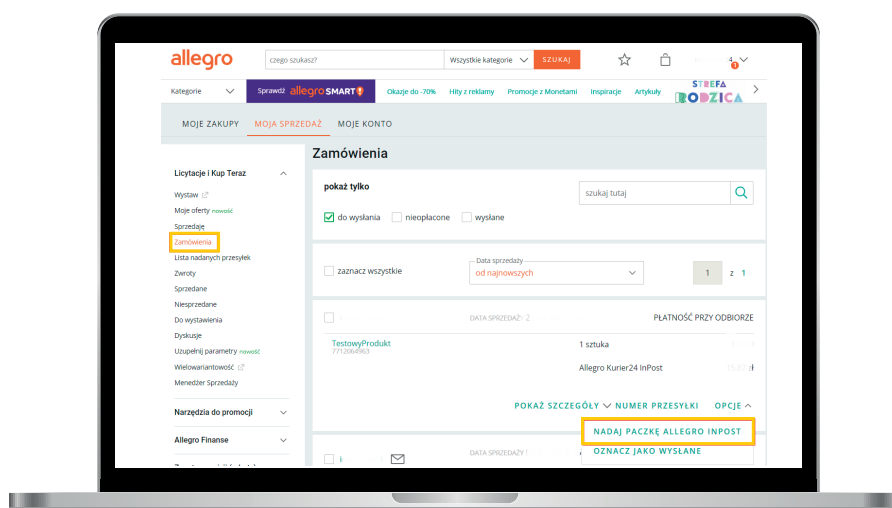 allegro
czego szukasz?
Wszystkie kategorie
SZUKAJ
4
1
Kategorie
Sprawdź allegro SMART!
Okazje do -70%
Hity z reklamy
Promocje z Monetami
Inspiracje
Artykuły
STREFA
RODZICA
MOJE ZAKUPY
MOJA SPRZEDAŻ
MOJE KONTO
Licytacje i Kup Teraz
Wystaw
Moje oferty nowość
Sprzedaję
Zamówienia
Lista nadanych przesyłek
Zwroty
Sprzedane
Niesprzedane
Do wystawienia
Dyskusje
Uzupełnij parametry nowość
Wielowariantowość
Menedżer Sprzedaży
Narzędzia do promocji
Allegro Finanse
Zamówienia
pokaż tylko
szukaj tutaj
do wysłania
nieopłacone
wysłane
zaznacz wszystkie
Data sprzedaży
od najnowszych
1 z 1
DATA SPRZEDAŻY 2
PŁATNOŚĆ PRZY ODBIORZE
TestowyProdukt
7712064963
1 sztuka
Allegro Kurier24 InPost
zł
POKAŻ SZCZEGÓŁY
NUMER PRZESYŁKI
OPCJE
NADAJ PACZKĘ ALLEGRO INPOST
OZNACZ JAKO WYSŁANE
DATA SPRZEDAŻY